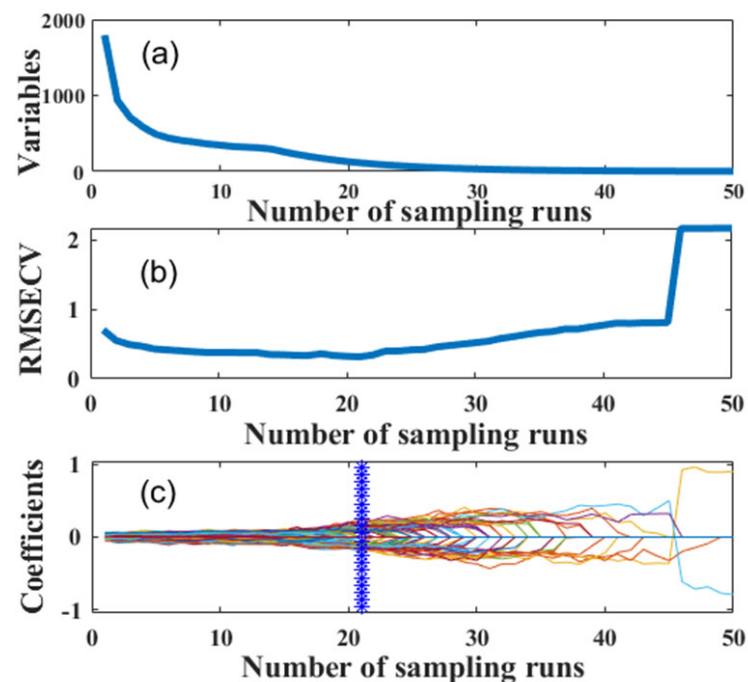 2000
(a)
1000
Variables
0
0 10 20 30 40 50
Number of sampling runs
2
(b)
1
RMSECV
0
0 10 20 30 40 50
Number of sampling runs
1
(c)
0
Coefficients
-1
0 10 20 30 40 50
Number of sampling runs